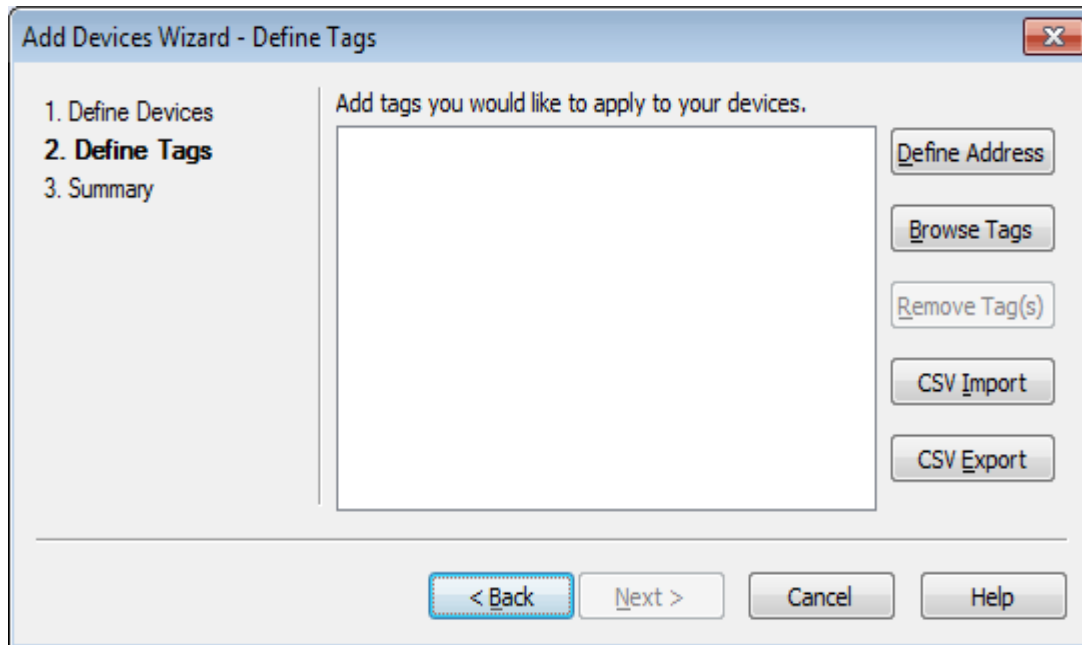 Add Devices Wizard - Define Tags
1. Define Devices
2. Define Tags
3. Summary
Add tags you would like to apply to your devices.
Define Address
Browse Tags
Remove Tag(s)
CSV Import
CSV Export
< Back
Next >
Cancel
Help